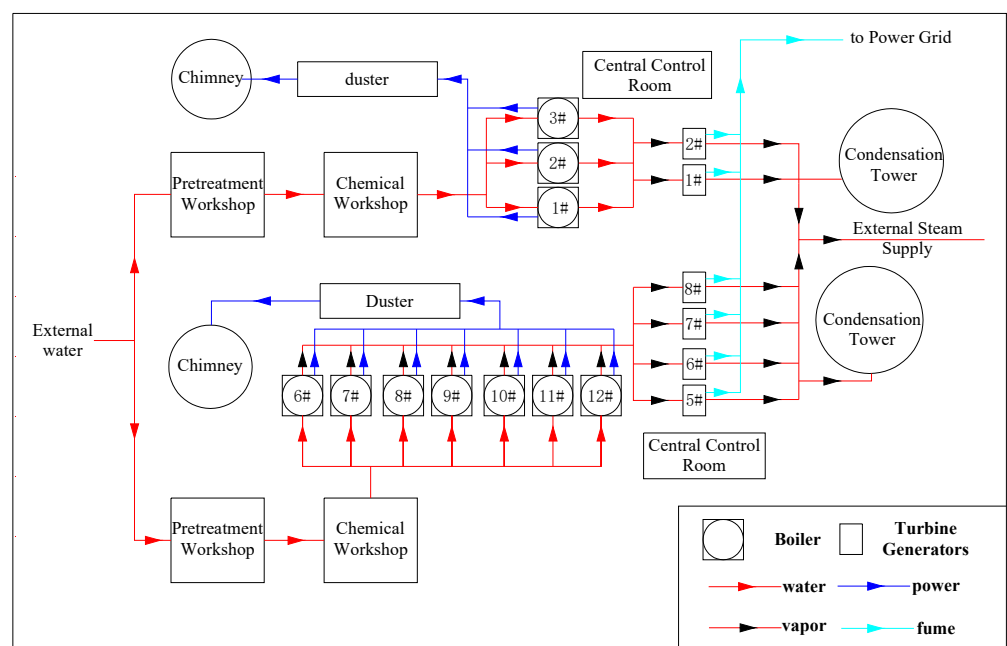 to Power Grid
Chimney
duster
Central Control
Room
3#
2#
1#
2#
1#
Condensation
Tower
Pretreatment
Workshop
Chemical
Workshop
External Steam
Supply
External
water
Duster
Chimney
8#
7#
6#
5#
Condensation
Tower
6#
7#
8#
9#
10#
11#
12#
Central Control
Room
Pretreatment
Workshop
Chemical
Workshop
Boiler
Turbine
Generators
water
power
vapor
fume